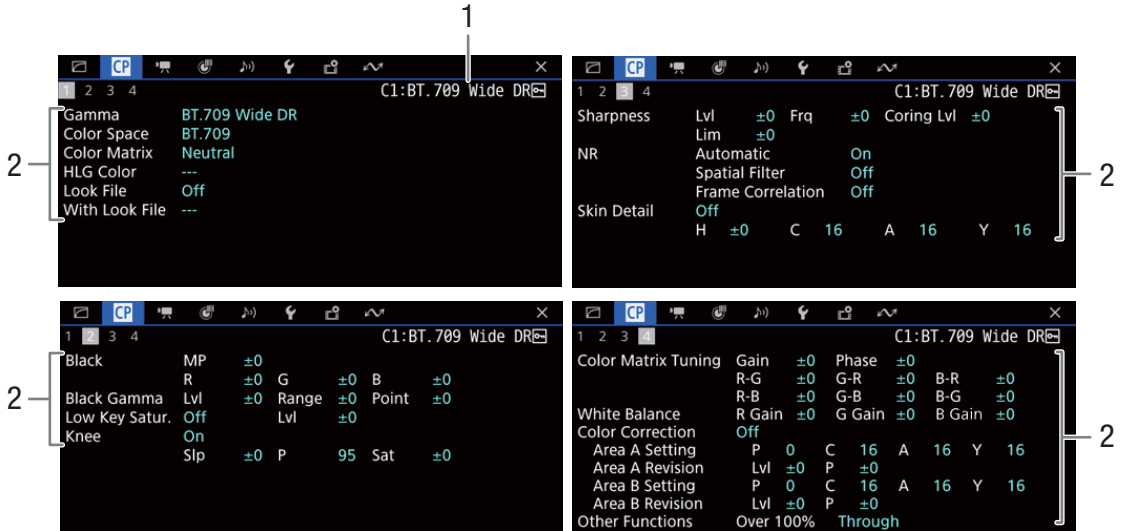 1
CP
1 2 3 4
C1:BT.709 Wide DR
Gamma BT.709 Wide DR
Color Space BT.709
Color Matrix Neutral
HLG Color ---
Look File Off
With Look File ---
2
CP
1 2 3 4
C1:BT.709 Wide DR
Sharpness Lvl ±0 Frq ±0 Coring Lvl ±0
Lim ±0
NR Automatic On
Spatial Filter Off
Frame Correlation Off
Skin Detail Off
H ±0 C 16 A 16 Y 16
2
CP
1 2 3 4
C1:BT.709 Wide DR
Black MP ±0
R ±0 G ±0 B ±0
Black Gamma Lvl ±0 Range ±0 Point ±0
Low Key Satur. Off Lvl ±0
Knee On
Slp ±0 P 95 Sat ±0
2
CP
1 2 3 4
C1:BT.709 Wide DR
Color Matrix Tuning Gain ±0 Phase ±0
R-G ±0 G-R ±0 B-R ±0
R-B ±0 G-B ±0 B-G ±0
White Balance R Gain ±0 G Gain ±0 B Gain ±0
Color Correction Off
Area A Setting P 0 C 16 A 16 Y 16
Area A Revision Lvl ±0 P ±0
Area B Setting P 0 C 16 A 16 Y 16
Area B Revision Lvl ±0 P ±0
Other Functions Over 100% Through
2